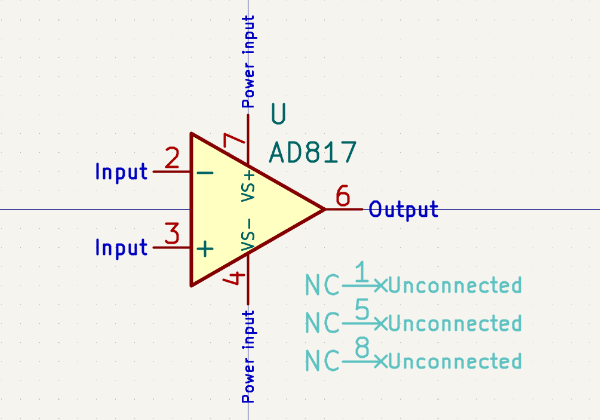 Power input
U
7
AD817
Input 2 −
VS+
6 Output
Input 3 +
VS-
4
Power input
NC 1 Unconnected
NC 5 Unconnected
NC 8 Unconnected